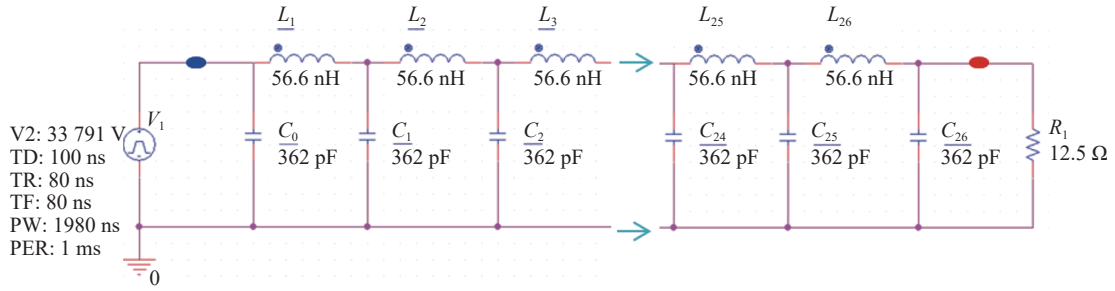 L1 L2 L3 L25 L26
56.6 nH 56.6 nH 56.6 nH 56.6 nH 56.6 nH
V1
V2: 33 791 V
TD: 100 ns
TR: 80 ns
TF: 80 ns
PW: 1980 ns
PER: 1 ms
C0 C1 C2 C24 C25 C26
362 pF 362 pF 362 pF 362 pF 362 pF 362 pF
R1
12.5 Ω
0